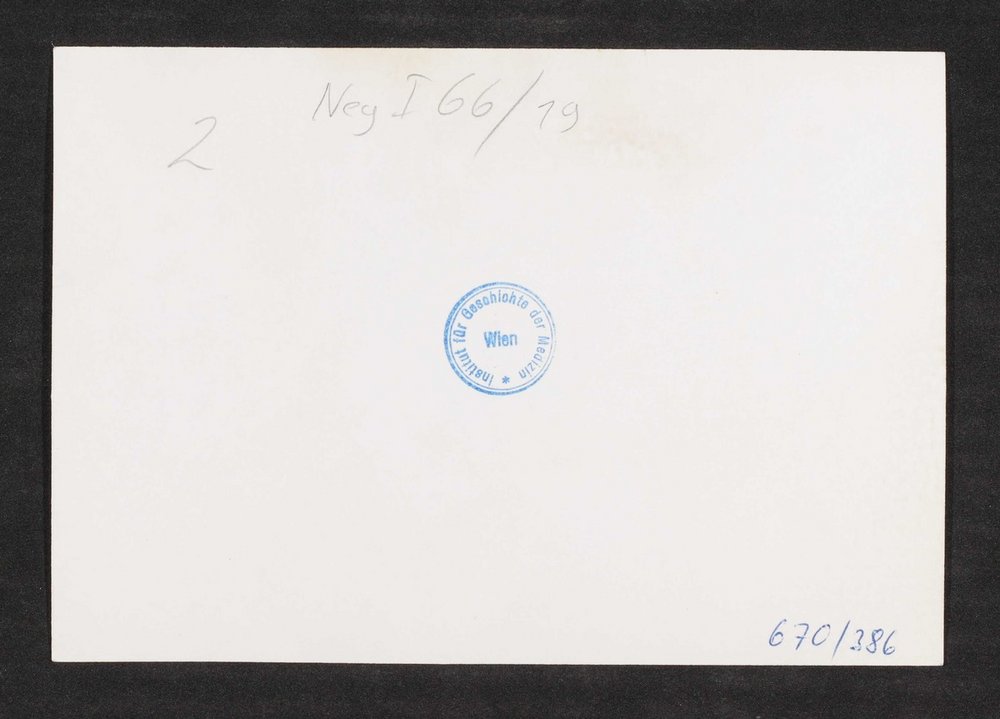 Neg I 66/19
2
Institut für Geschichte der Medizin *
Wien
670/386